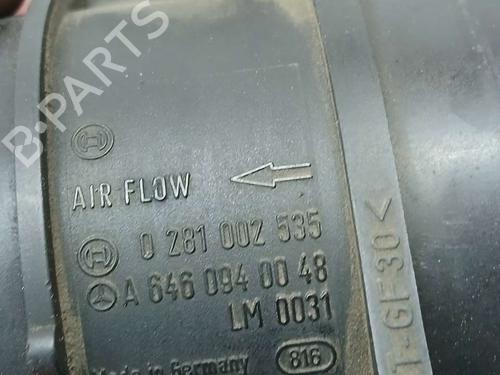 B-PARTS
AIR FLOW
0 281 002 535
A 646 094 00 48
LM 0031
Made in Germany
816
T-GF30<